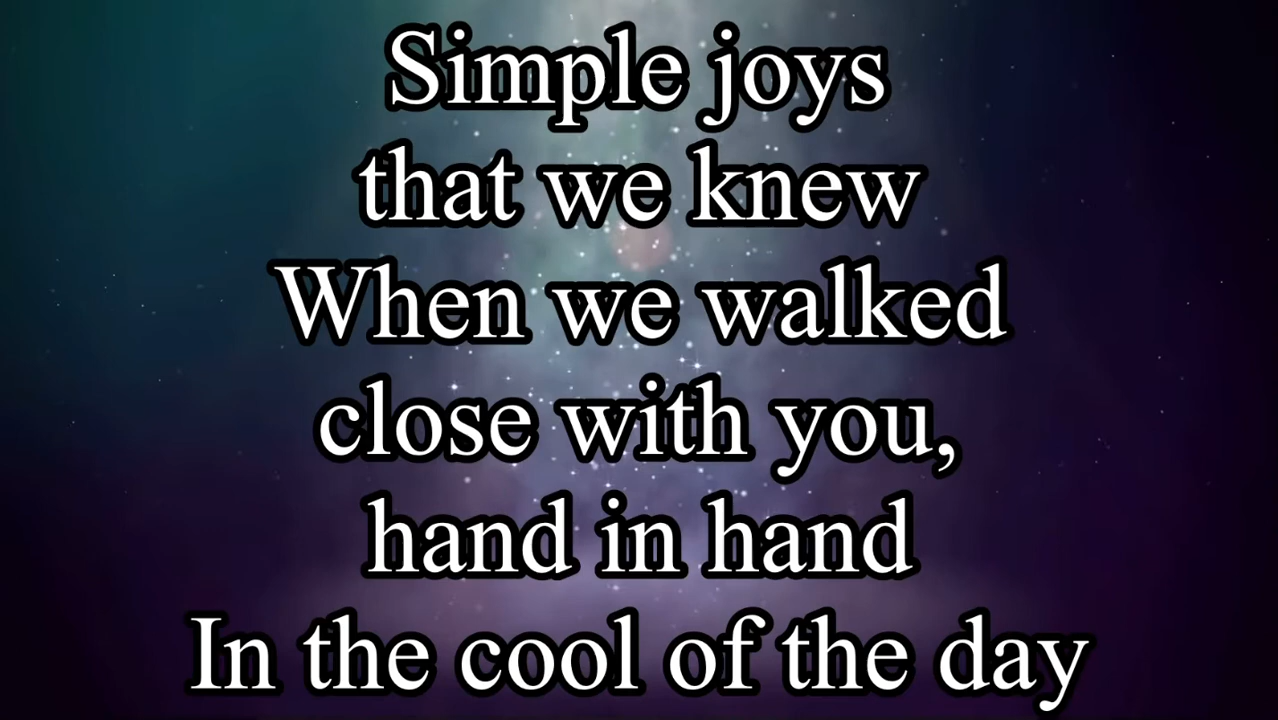 Simple joys
that we knew
When we walked
close with you,
hand in hand
In the cool of the day